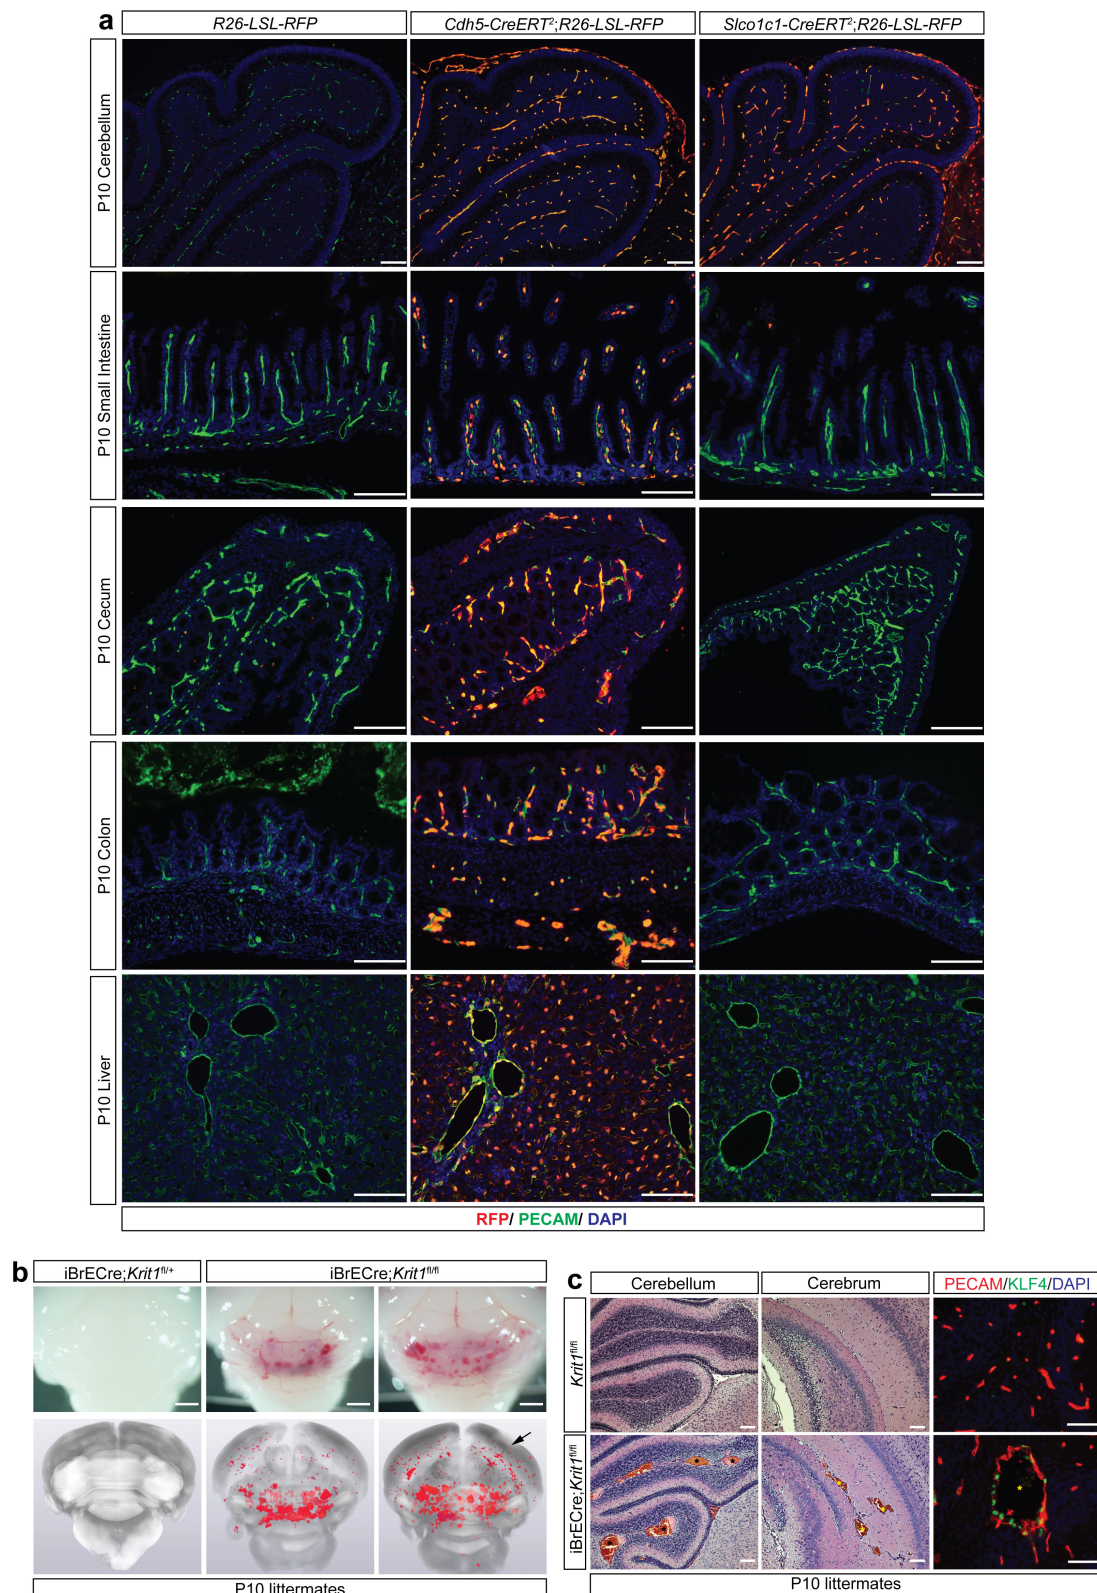 a
R26-LSL-RFP
Cdh5-CreERT²;R26-LSL-RFP
Slco1c1-CreERT²;R26-LSL-RFP
P10 Cerebellum
P10 Small Intestine
P10 Cecum
P10 Colon
P10 Liver
RFP/ PECAM/ DAPI
b
iBrECre;Krit1fl/+
iBrECre;Krit1fl/fl
P10 littermates
c
Cerebellum
Cerebrum
PECAM/KLF4/DAPI
Krit1fl/fl
iBrECre;Krit1fl/fl
P10 littermates